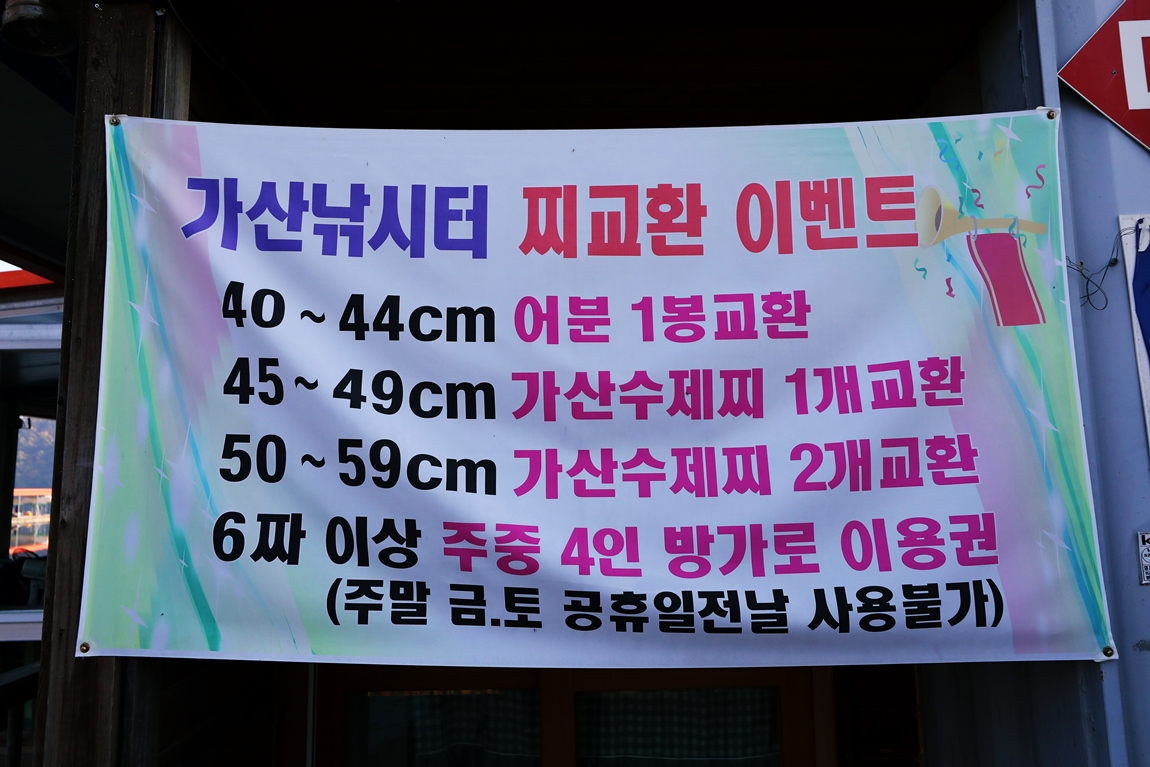 가산낚시터 찌교환 이벤트
40~44cm 어분 1봉교환
45~49cm 가산수제찌 1개교환
50~59cm 가산수제찌 2개교환
6짜 이상 주중 4인 방가로 이용권
(주말 금.토 공휴일전날 사용불가)